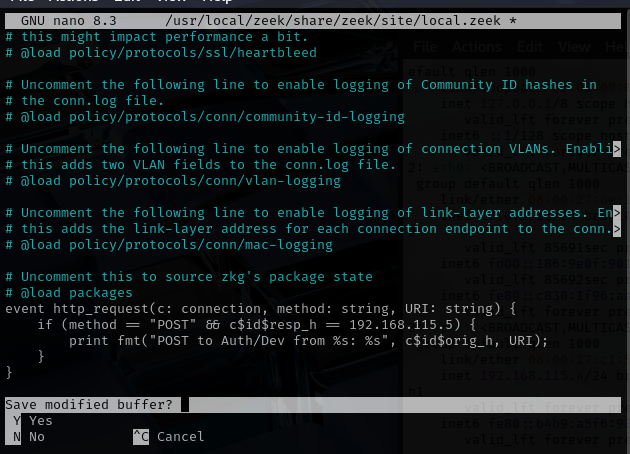 GNU nano 8.3 /usr/local/zeek/share/zeek/site/local.zeek *
# this might impact performance a bit.
# @load policy/protocols/ssl/heartbleed
# Uncomment the following line to enable logging of Community ID hashes in
# the conn.log file.
# @load policy/protocols/conn/community-id-logging
# Uncomment the following line to enable logging of connection VLANs. Enabli>
# this adds two VLAN fields to the conn.log file.
# @load policy/protocols/conn/vlan-logging
# Uncomment the following line to enable logging of link-layer addresses. En>
# this adds the link-layer address for each connection endpoint to the conn.>
# @load policy/protocols/conn/mac-logging
# Uncomment this to source zkg's package state
# @load packages
event http_request(c: connection, method: string, URI: string) {
if (method == "POST" && c$id$resp_h == 192.168.115.5) {
print fmt("POST to Auth/Dev from %s: %s", c$id$orig_h, URI);
}
}
Save modified buffer?
Y Yes
N No ^C Cancel
File Actions Edit View